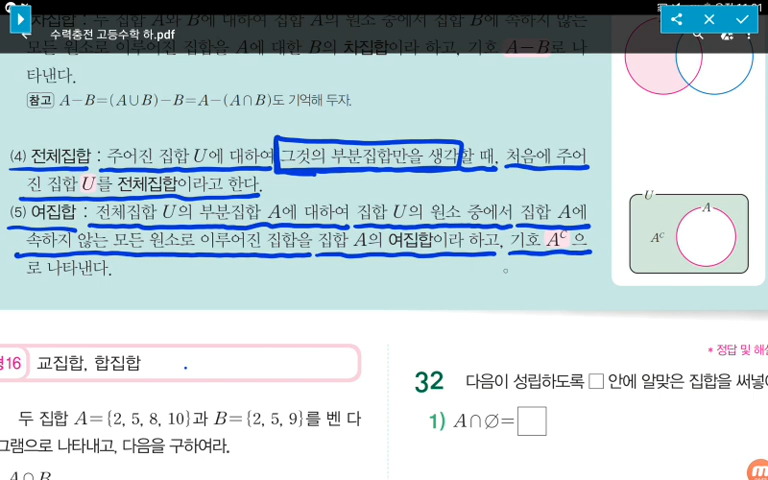 차집합 : 두 집합 A와 B에 대하여 집합 A의 원소 중에서 집합 B에 속하지 않는
수력충전 고등수학 하.pdf
모든 원소로 이루어진 집합을 A에 대한 B의 차집합이라 하고, 기호 A－B로 나
타낸다.
참고 A－B=(A∪B)－B=A－(A∩B)도 기억해 두자.
(4) 전체집합 : 주어진 집합 U에 대하여 그것의 부분집합만을 생각할 때, 처음에 주어
진 집합 U를 전체집합이라고 한다.
(5) 여집합 : 전체집합 U의 부분집합 A에 대하여 집합 U의 원소 중에서 집합 A에
속하지 않는 모든 원소로 이루어진 집합을 집합 A의 여집합이라 하고, 기호 Aᶜ으
로 나타낸다.
U
A
Aᶜ
16 교집합, 합집합
* 정답 및 해설
두 집합 A={2, 5, 8, 10}과 B={2, 5, 9}를 벤 다
그램으로 나타내고, 다음을 구하여라.
A∩B
32 다음이 성립하도록 □ 안에 알맞은 집합을 써넣
1) A∩∅=□